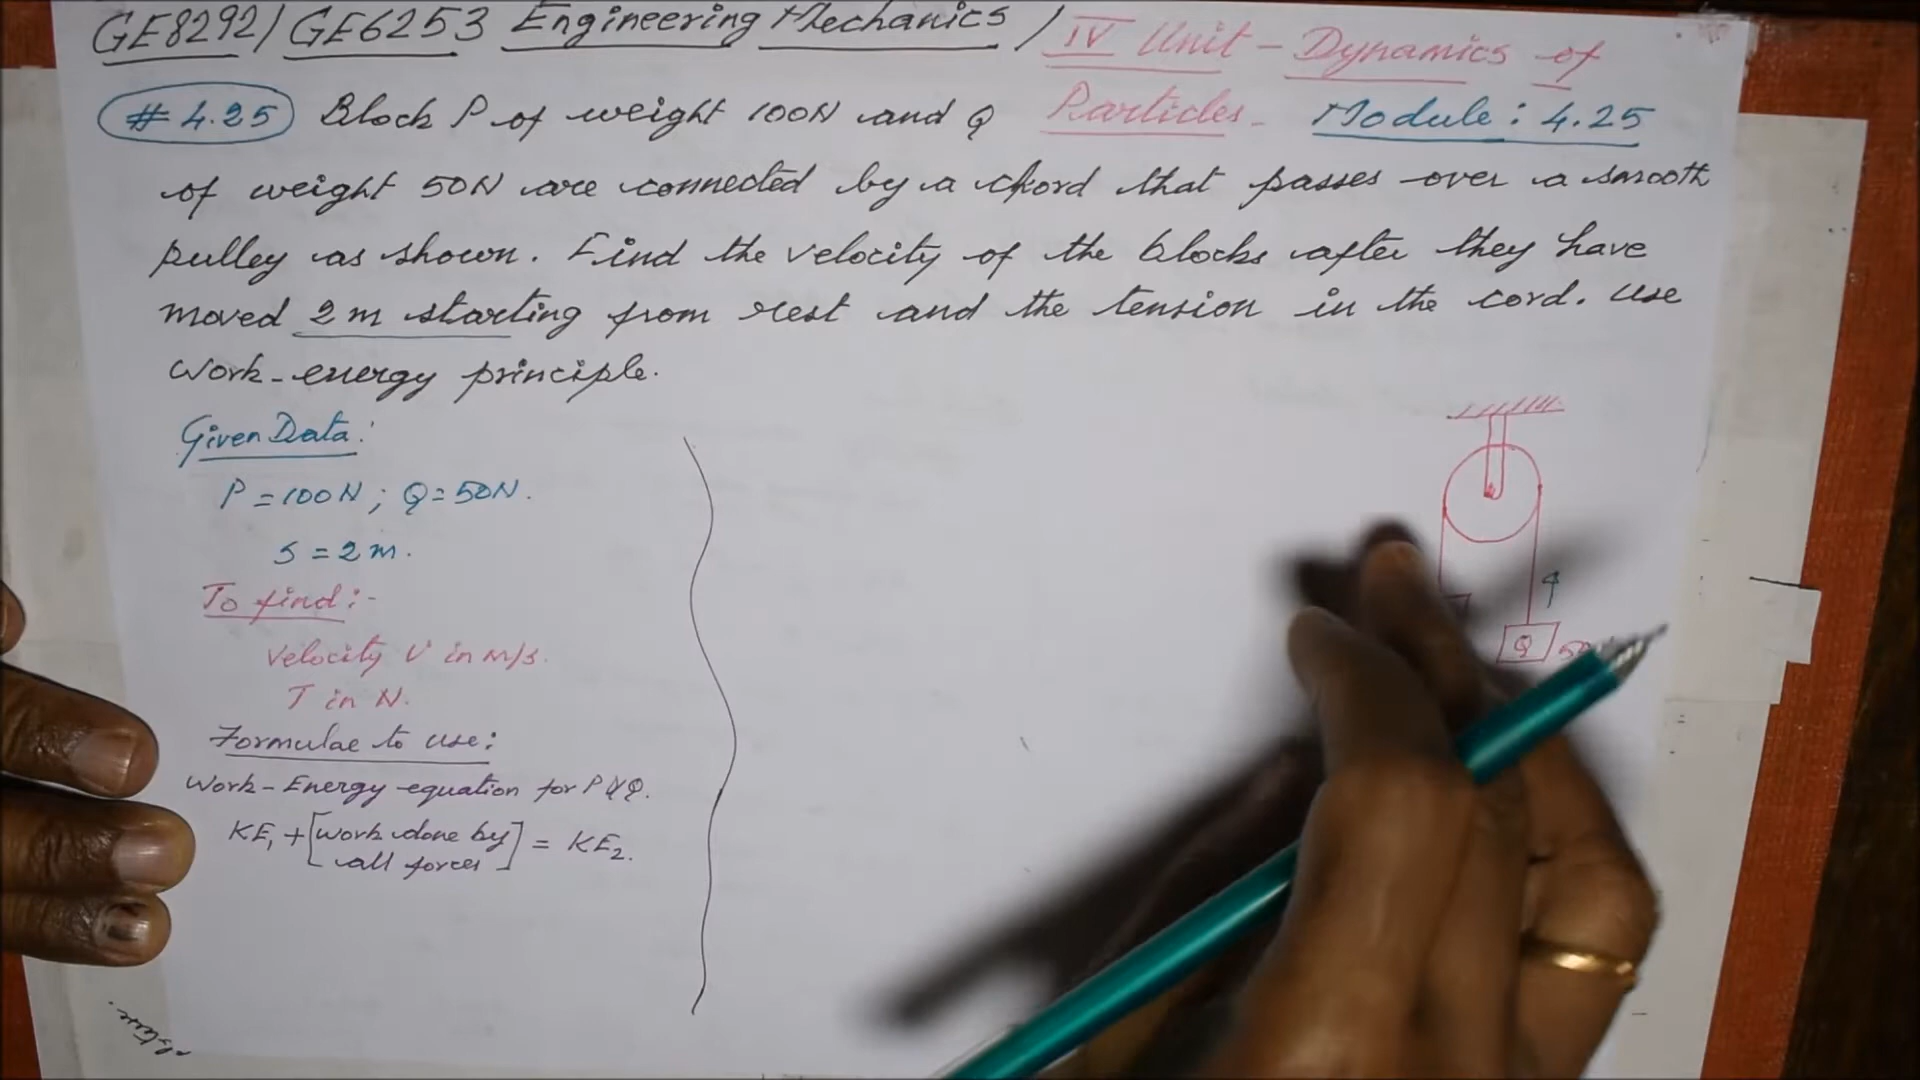 GE8292/ GE6253 Engineering Mechanics / IV Unit - Dynamics of
Particles. Module: 4.25
# 4.25 Block P of weight 100N and Q
of weight 50N are connected by a chord that passes over a smooth
pulley as shown. Find the velocity of the blocks after they have
moved 2 m starting from rest and the tension in the cord. Use
Work-energy principle.
Given Data:
P = 100N ; Q = 50N.
S = 2 m.
To find :-
Velocity V in m/s.
T in N.
Formulae to use:
Work-Energy equation for P & Q.
KE₁ + [work done by
all forces] = KE₂.
Q